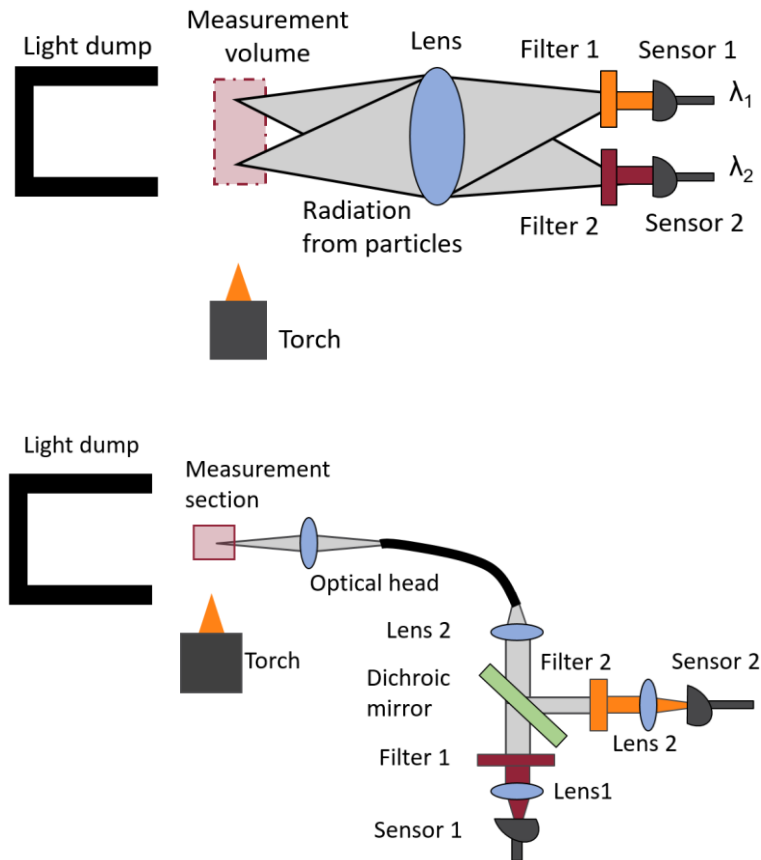 Light dump
Measurement
volume
Lens
Filter 1
Sensor 1
λ1
λ2
Radiation
from particles
Filter 2
Sensor 2
Torch
Light dump
Measurement
section
Optical head
Torch
Lens 2
Dichroic
mirror
Filter 2
Sensor 2
Lens 2
Filter 1
Lens1
Sensor 1